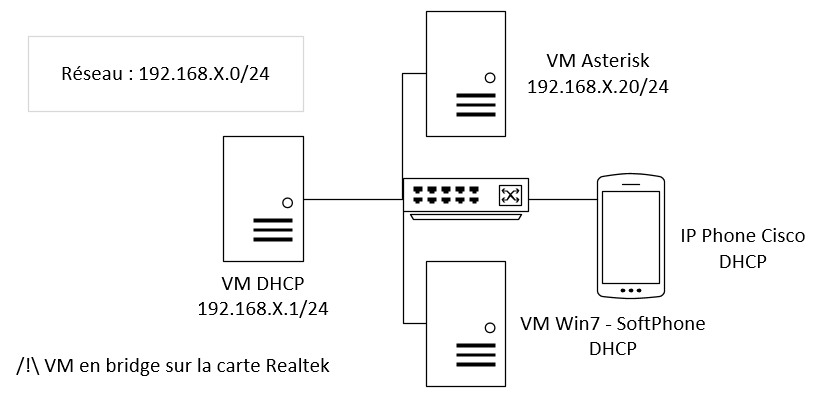 Réseau : 192.168.X.0/24
VM Asterisk
192.168.X.20/24
IP Phone Cisco
DHCP
VM DHCP
192.168.X.1/24
VM Win7 - SoftPhone
DHCP
/!\ VM en bridge sur la carte Realtek